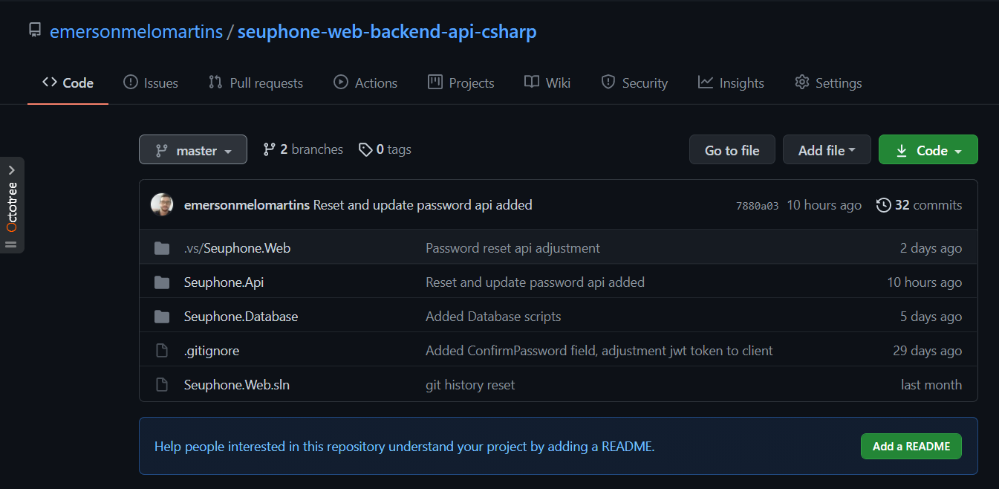 emersonmelomartins / seuphone-web-backend-api-csharp
Code Issues Pull requests Actions Projects Wiki Security Insights Settings
master 2 branches 0 tags Go to file Add file Code
Octotree
emersonmelomartins Reset and update password api added 7880a03 10 hours ago 32 commits
.vs/Seuphone.Web Password reset api adjustment 2 days ago
Seuphone.Api Reset and update password api added 10 hours ago
Seuphone.Database Added Database scripts 5 days ago
.gitignore Added ConfirmPassword field, adjustment jwt token to client 29 days ago
Seuphone.Web.sln git history reset last month
Help people interested in this repository understand your project by adding a README. Add a README